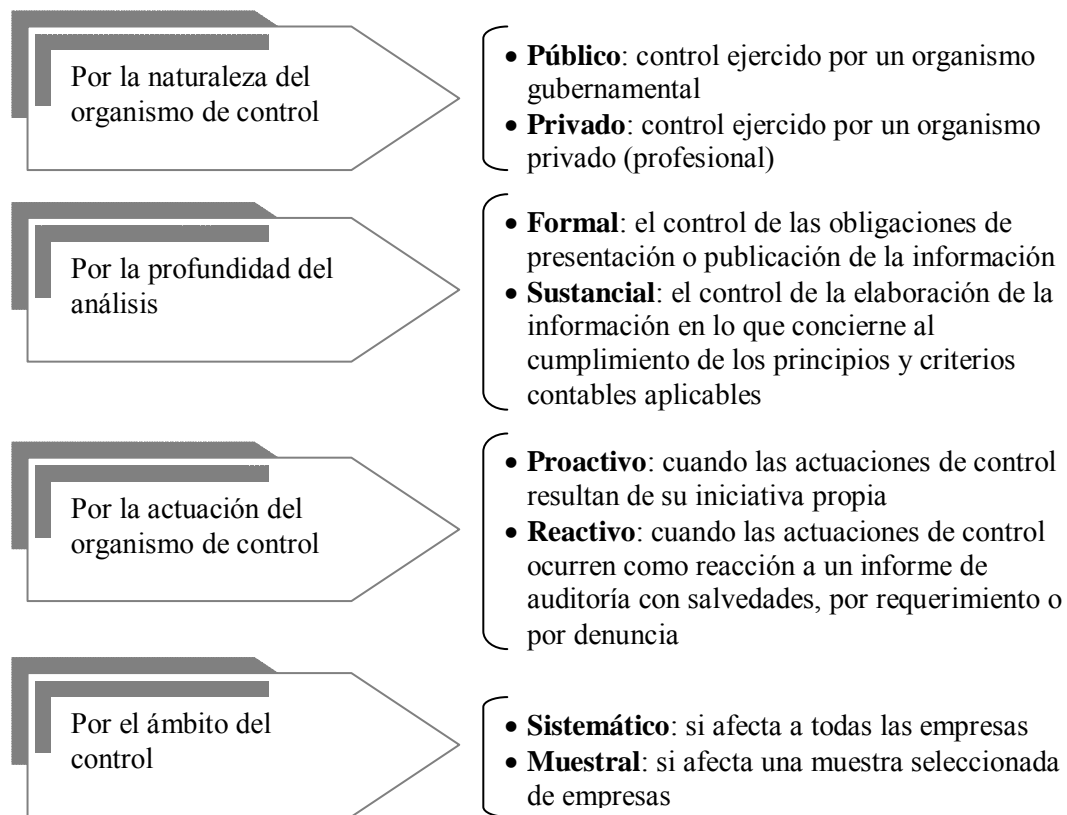 Por la naturaleza del
organismo de control
• Público: control ejercido por un organismo
gubernamental
• Privado: control ejercido por un organismo
privado (profesional)
Por la profundidad del
análisis
• Formal: el control de las obligaciones de
presentación o publicación de la información
• Sustancial: el control de la elaboración de la
información en lo que concierne al
cumplimiento de los principios y criterios
contables aplicables
Por la actuación del
organismo de control
• Proactivo: cuando las actuaciones de control
resultan de su iniciativa propia
• Reactivo: cuando las actuaciones de control
ocurren como reacción a un informe de
auditoría con salvedades, por requerimiento o
por denuncia
Por el ámbito del
control
• Sistemático: si afecta a todas las empresas
• Muestral: si afecta una muestra seleccionada
de empresas